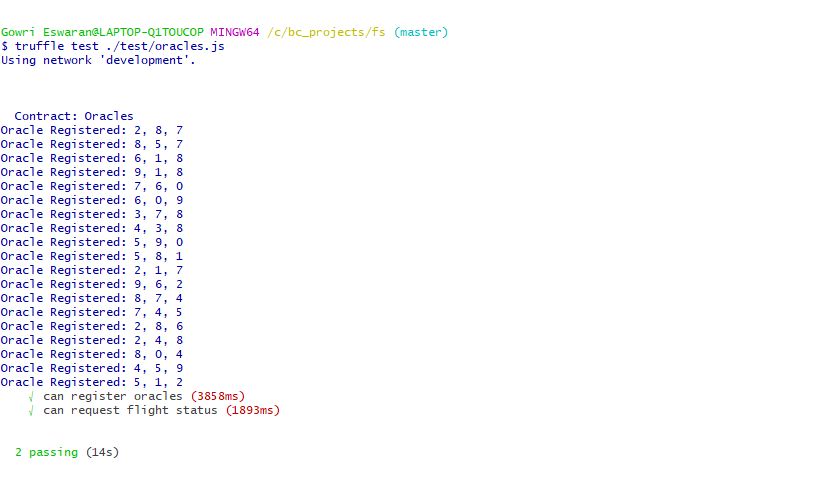 Gowri Eswaran@LAPTOP-Q1TOUCOP MINGW64 /c/bc_projects/fs (master)
$ truffle test ./test/oracles.js
Using network 'development'.
Contract: Oracles
Oracle Registered: 2, 8, 7
Oracle Registered: 8, 5, 7
Oracle Registered: 6, 1, 8
Oracle Registered: 9, 1, 8
Oracle Registered: 7, 6, 0
Oracle Registered: 6, 0, 9
Oracle Registered: 3, 7, 8
Oracle Registered: 4, 3, 8
Oracle Registered: 5, 9, 0
Oracle Registered: 5, 8, 1
Oracle Registered: 2, 1, 7
Oracle Registered: 9, 6, 2
Oracle Registered: 8, 7, 4
Oracle Registered: 7, 4, 5
Oracle Registered: 2, 8, 6
Oracle Registered: 2, 4, 8
Oracle Registered: 8, 0, 4
Oracle Registered: 4, 5, 9
Oracle Registered: 5, 1, 2
√ can register oracles (3858ms)
√ can request flight status (1893ms)
2 passing (14s)